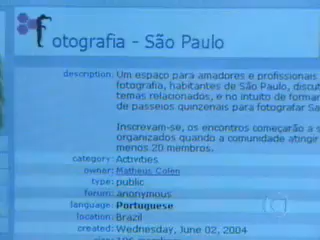 fotografia - São Paulo
description: Um espaço para amadores e profissionais
fotografia, habitantes de São Paulo, discut
temas relacionados, e no intuito de formar
de passeios quinzenais para fotografar Sa
Inscrevam-se, os encontros começarão a s
organizados quando a comunidade atingir
menos 20 membros.
category: Activities
owner: Matheus Colen
type: public
forum: anonymous
language: Portuguese
location: Brazil
created: Wednesday, June 02, 2004